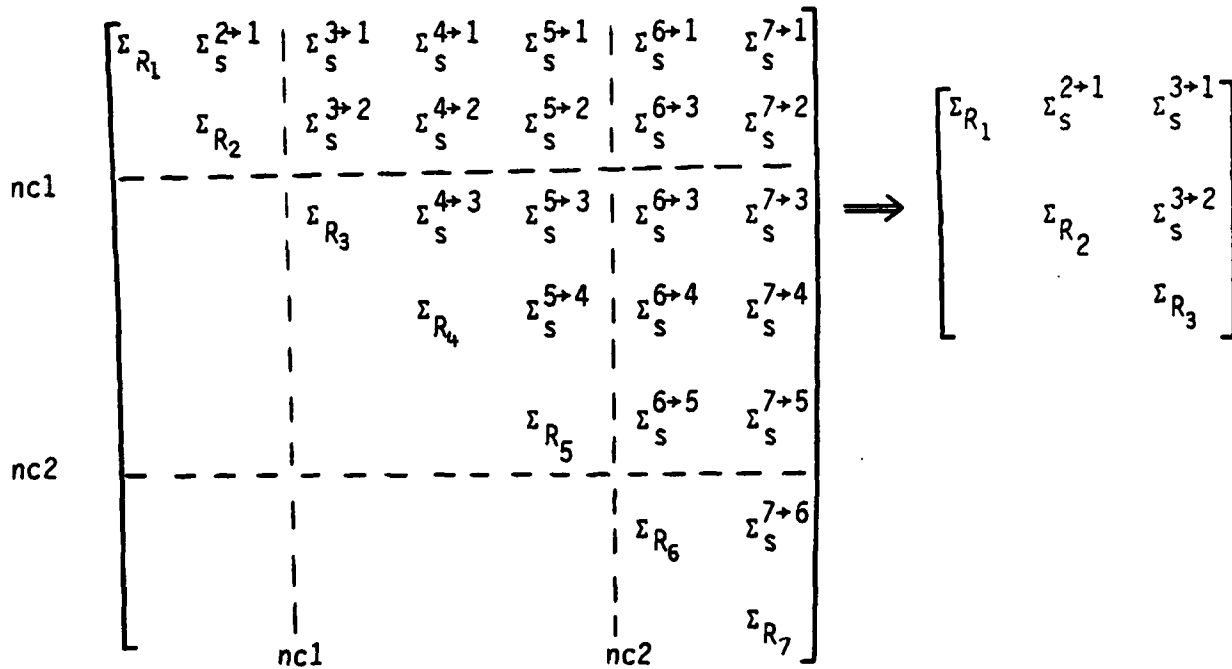 Σ_R₁ Σ_s^2→1 Σ_s^3→1 Σ_s^4→1 Σ_s^5→1 Σ_s^6→1 Σ_s^7→1
Σ_R₂ Σ_s^3→2 Σ_s^4→2 Σ_s^5→2 Σ_s^6→3 Σ_s^7→2
nc1
Σ_R₃ Σ_s^4→3 Σ_s^5→3 Σ_s^6→3 Σ_s^7→3
Σ_R₄ Σ_s^5→4 Σ_s^6→4 Σ_s^7→4
Σ_R₅ Σ_s^6→5 Σ_s^7→5
nc2
Σ_R₆ Σ_s^7→6
Σ_R₇
nc1 nc2
⇒
Σ_R₁ Σ_s^2→1 Σ_s^3→1
Σ_R₂ Σ_s^3→2
Σ_R₃